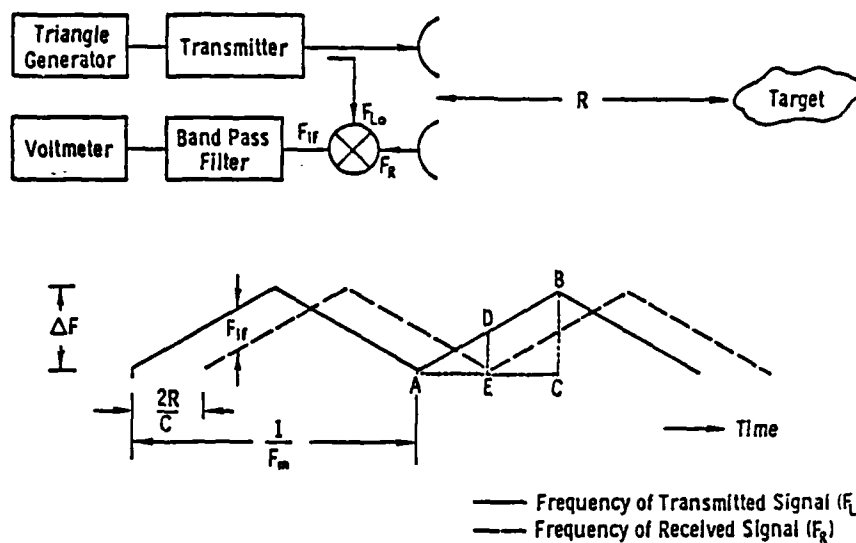 Triangle
Generator
Transmitter
F_Lo
R
Target
Voltmeter
Band Pass
Filter
F_if
F_R
ΔF
F_if
B
D
A
E
C
2R
C
1
F_m
Time
Frequency of Transmitted Signal (F_L
Frequency of Received Signal (F_R)